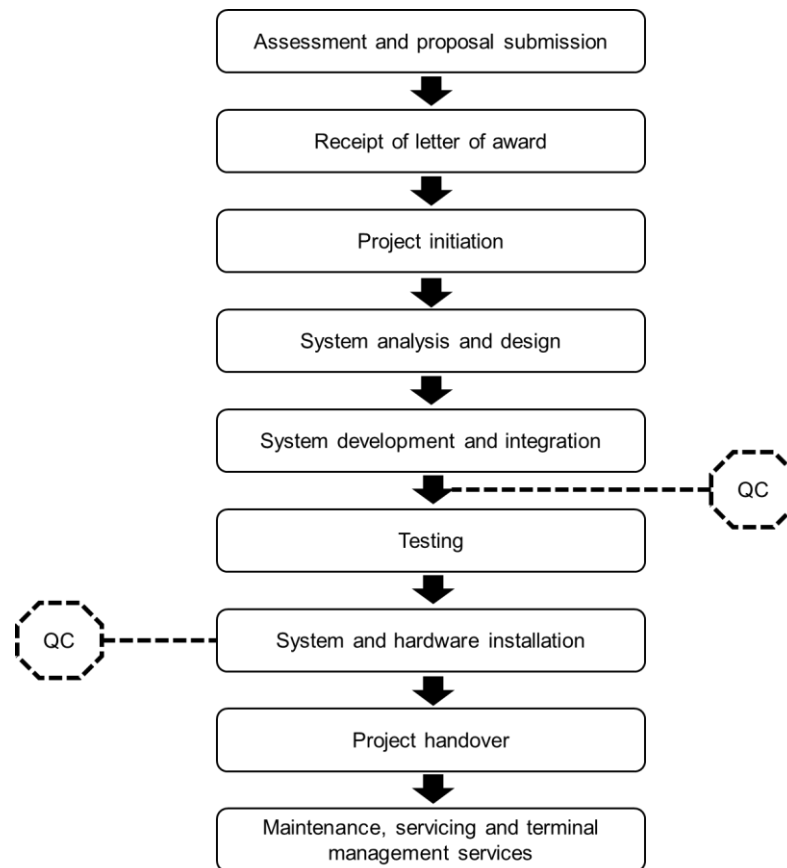 Assessment and proposal submission
Receipt of letter of award
Project initiation
System analysis and design
System development and integration
QC
Testing
QC
System and hardware installation
Project handover
Maintenance, servicing and terminal
management services